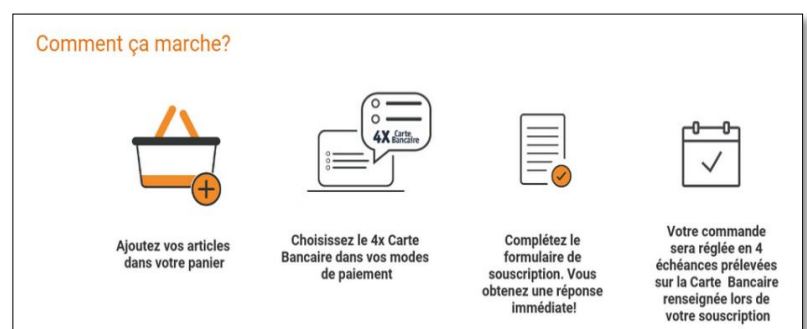 Comment ça marche?
4X Carte
Bancaire
Ajoutez vos articles
dans votre panier
Choisissez le 4x Carte
Bancaire dans vos modes
de paiement
Complétez le
formulaire de
souscription. Vous
obtenez une réponse
immédiate!
Votre commande
sera réglée en 4
échéances prélevées
sur la Carte Bancaire
renseignée lors de
votre souscription